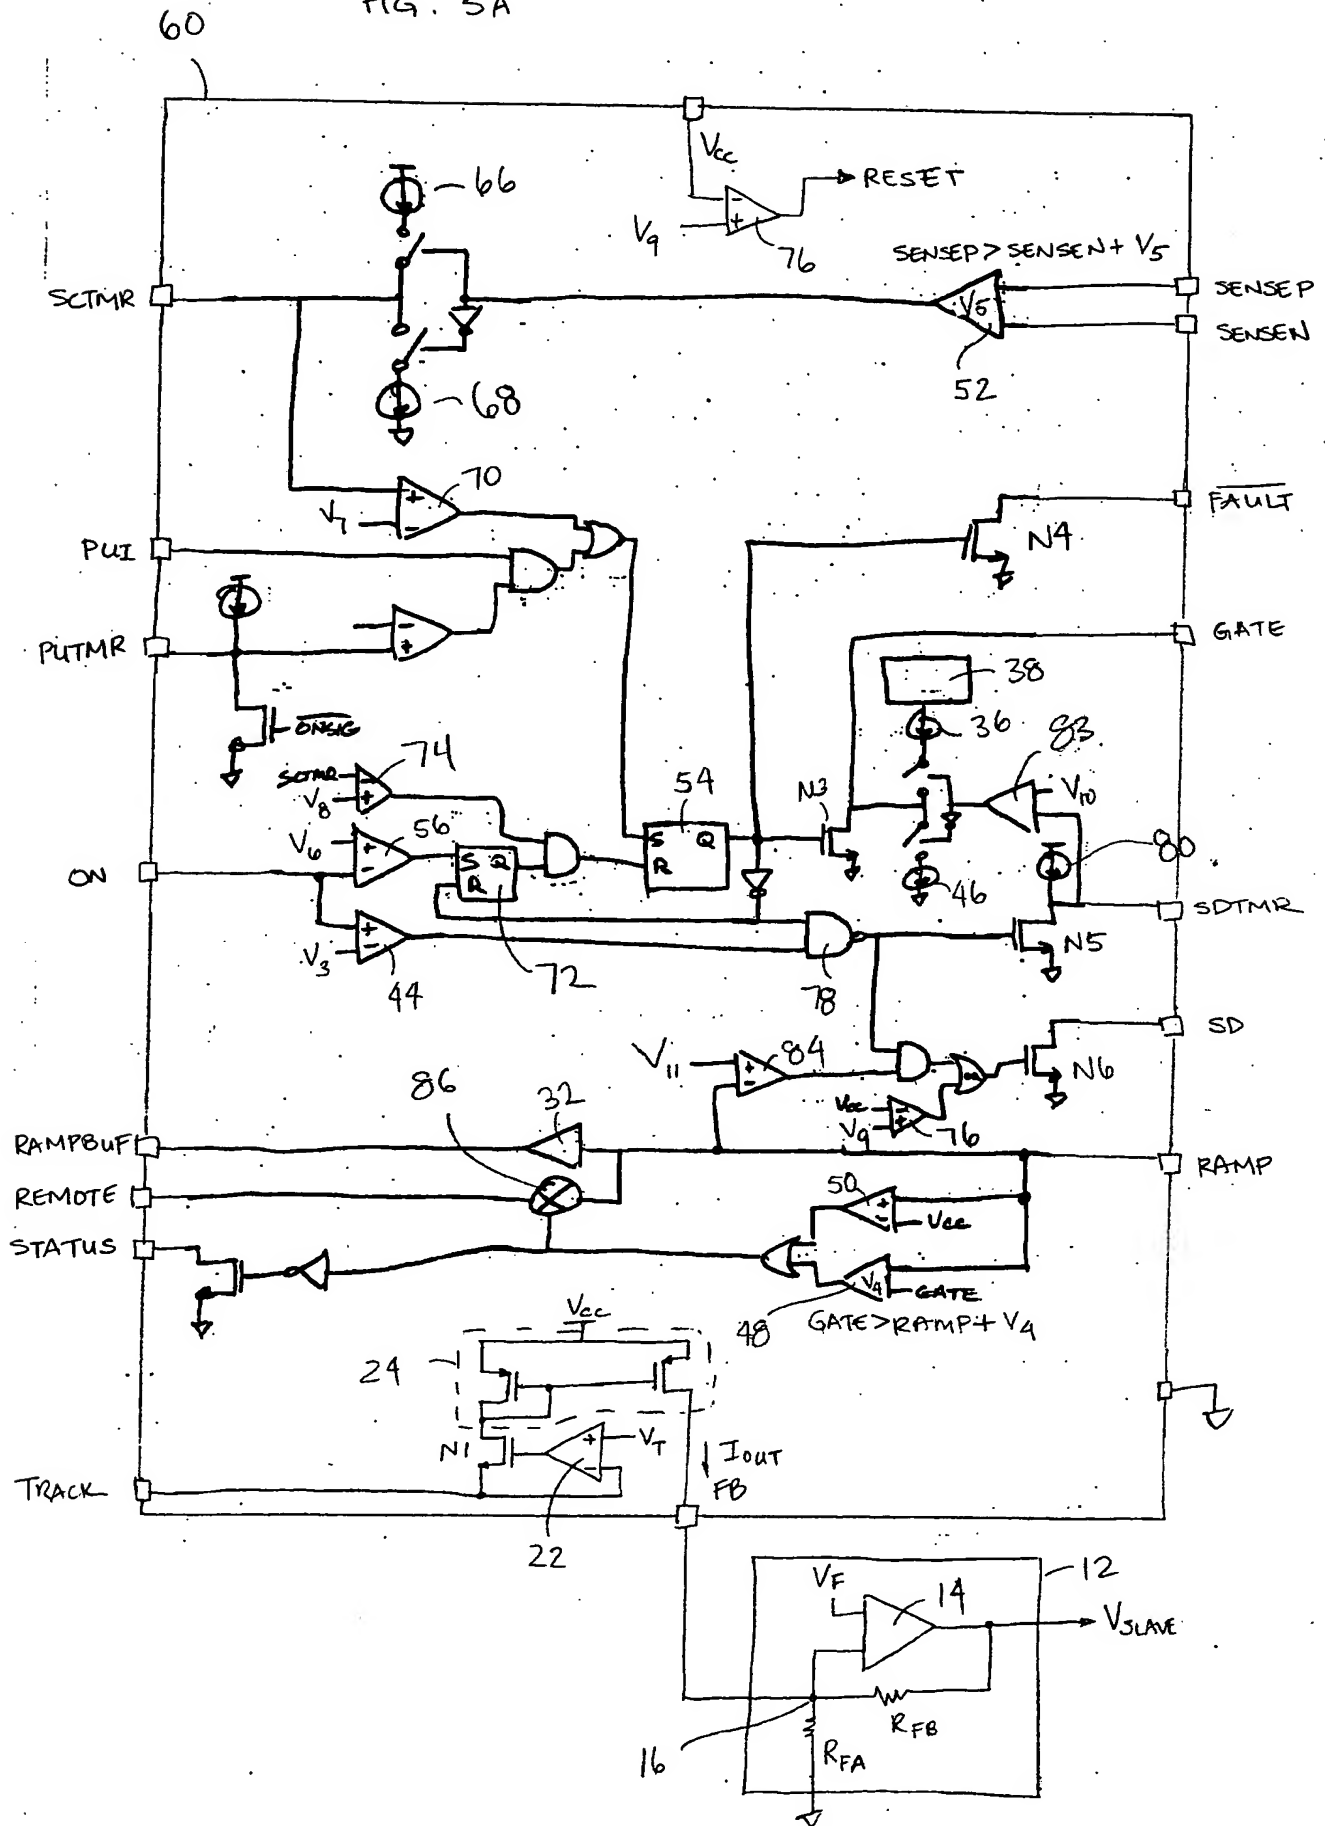 FIG. 5A
60
Vcc
RESET
V9
76
66
SENSEP>SENSEN+ V5
SCTMR
V5
SENSEP
SENSEN
52
68
70
V7
FAULT
N4
PUI
GATE
PUTMR
38
ONSIG
36
83
74
SCTMR
V8
54
N3
V10
V6
56
S Q
R
S Q
R
80
ON
46
SDTMR
N5
V3
44
72
78
SD
V11
84
N6
86
32
Vcc
V9
76
RAMPBUF
RAMP
REMOTE
50
Vcc
STATUS
V4
GATE
48
GATE>RAMP+ V4
Vcc
24
N1
VT
IOUT
FB
TRACK
22
12
VF
14
VSLAVE
RFB
16
RFA